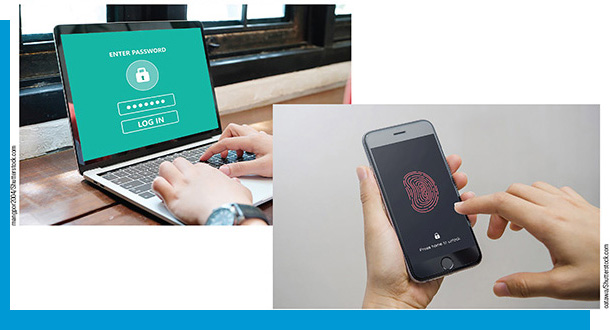 ENTER PASSWORD
LOG IN
mangpor2004/Shutterstock.com
Press home to unlock
oatawa/Shutterstock.com